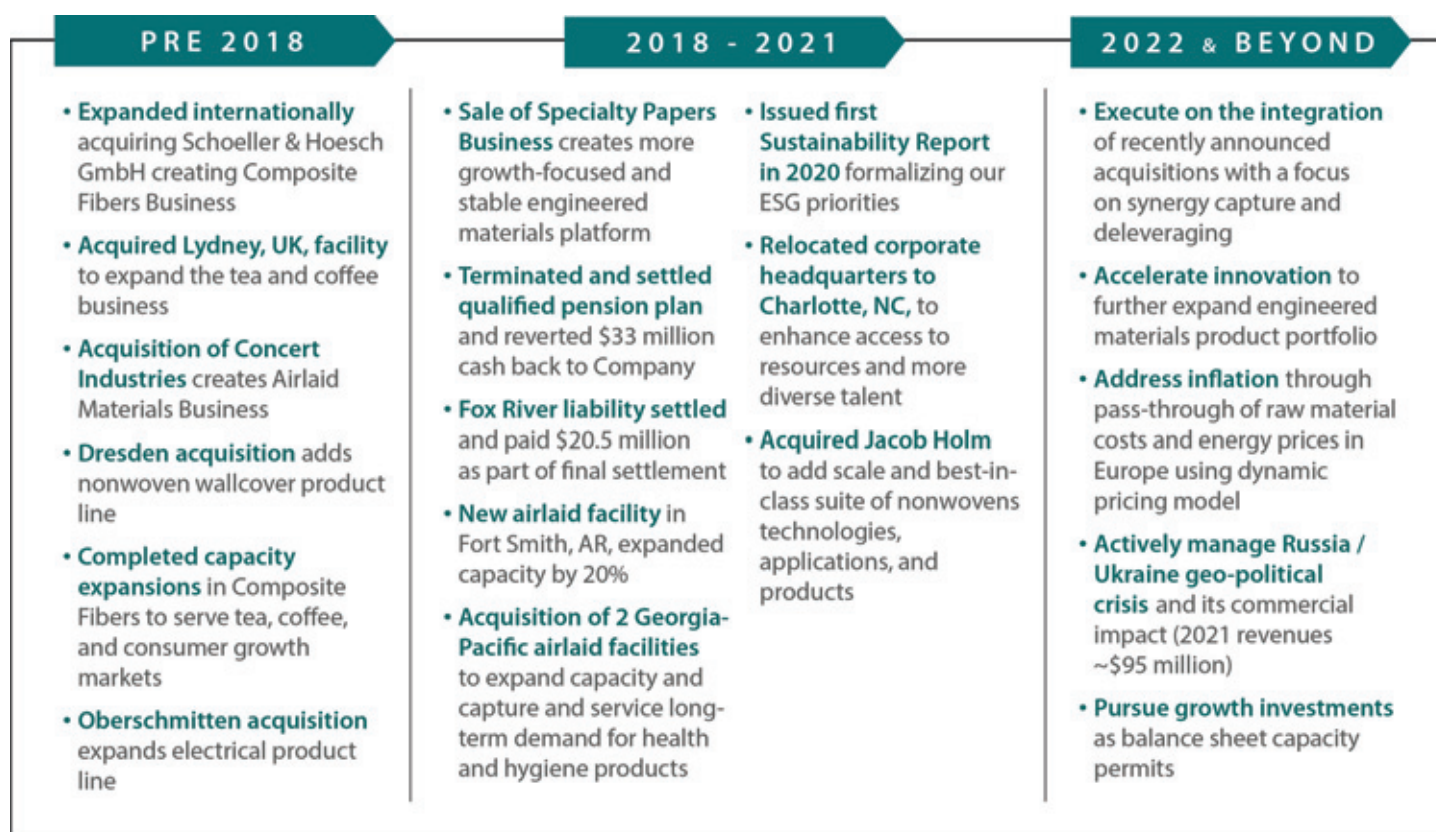 PRE 2018
• Expanded internationally
acquiring Schoeller & Hoesch
GmbH creating Composite
Fibers Business
• Acquired Lydney, UK, facility
to expand the tea and coffee
business
• Acquisition of Concert
Industries creates Airlaid
Materials Business
• Dresden acquisition adds
nonwoven wallcover product
line
• Completed capacity
expansions in Composite
Fibers to serve tea, coffee,
and consumer growth
markets
• Oberschmitten acquisition
expands electrical product
line
2018 - 2021
• Sale of Specialty Papers
Business creates more
growth-focused and
stable engineered
materials platform
• Terminated and settled
qualified pension plan
and reverted $33 million
cash back to Company
• Fox River liability settled
and paid $20.5 million
as part of final settlement
• New airlaid facility in
Fort Smith, AR, expanded
capacity by 20%
• Acquisition of 2 Georgia-
Pacific airlaid facilities
to expand capacity and
capture and service long-
term demand for health
and hygiene products
• Issued first
Sustainability Report
in 2020 formalizing our
ESG priorities
• Relocated corporate
headquarters to
Charlotte, NC, to
enhance access to
resources and more
diverse talent
• Acquired Jacob Holm
to add scale and best-in-
class suite of nonwovens
technologies,
applications, and
products
2022 & BEYOND
• Execute on the integration
of recently announced
acquisitions with a focus
on synergy capture and
deleveraging
• Accelerate innovation to
further expand engineered
materials product portfolio
• Address inflation through
pass-through of raw material
costs and energy prices in
Europe using dynamic
pricing model
• Actively manage Russia /
Ukraine geo-political
crisis and its commercial
impact (2021 revenues
~$95 million)
• Pursue growth investments
as balance sheet capacity
permits